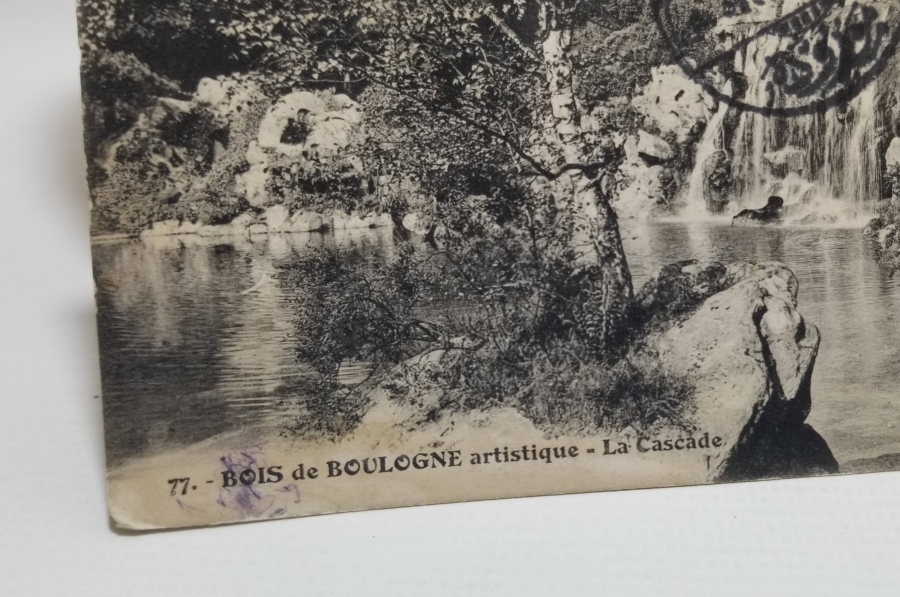 77. - BOIS de BOULOGNE artistique - La Cascade